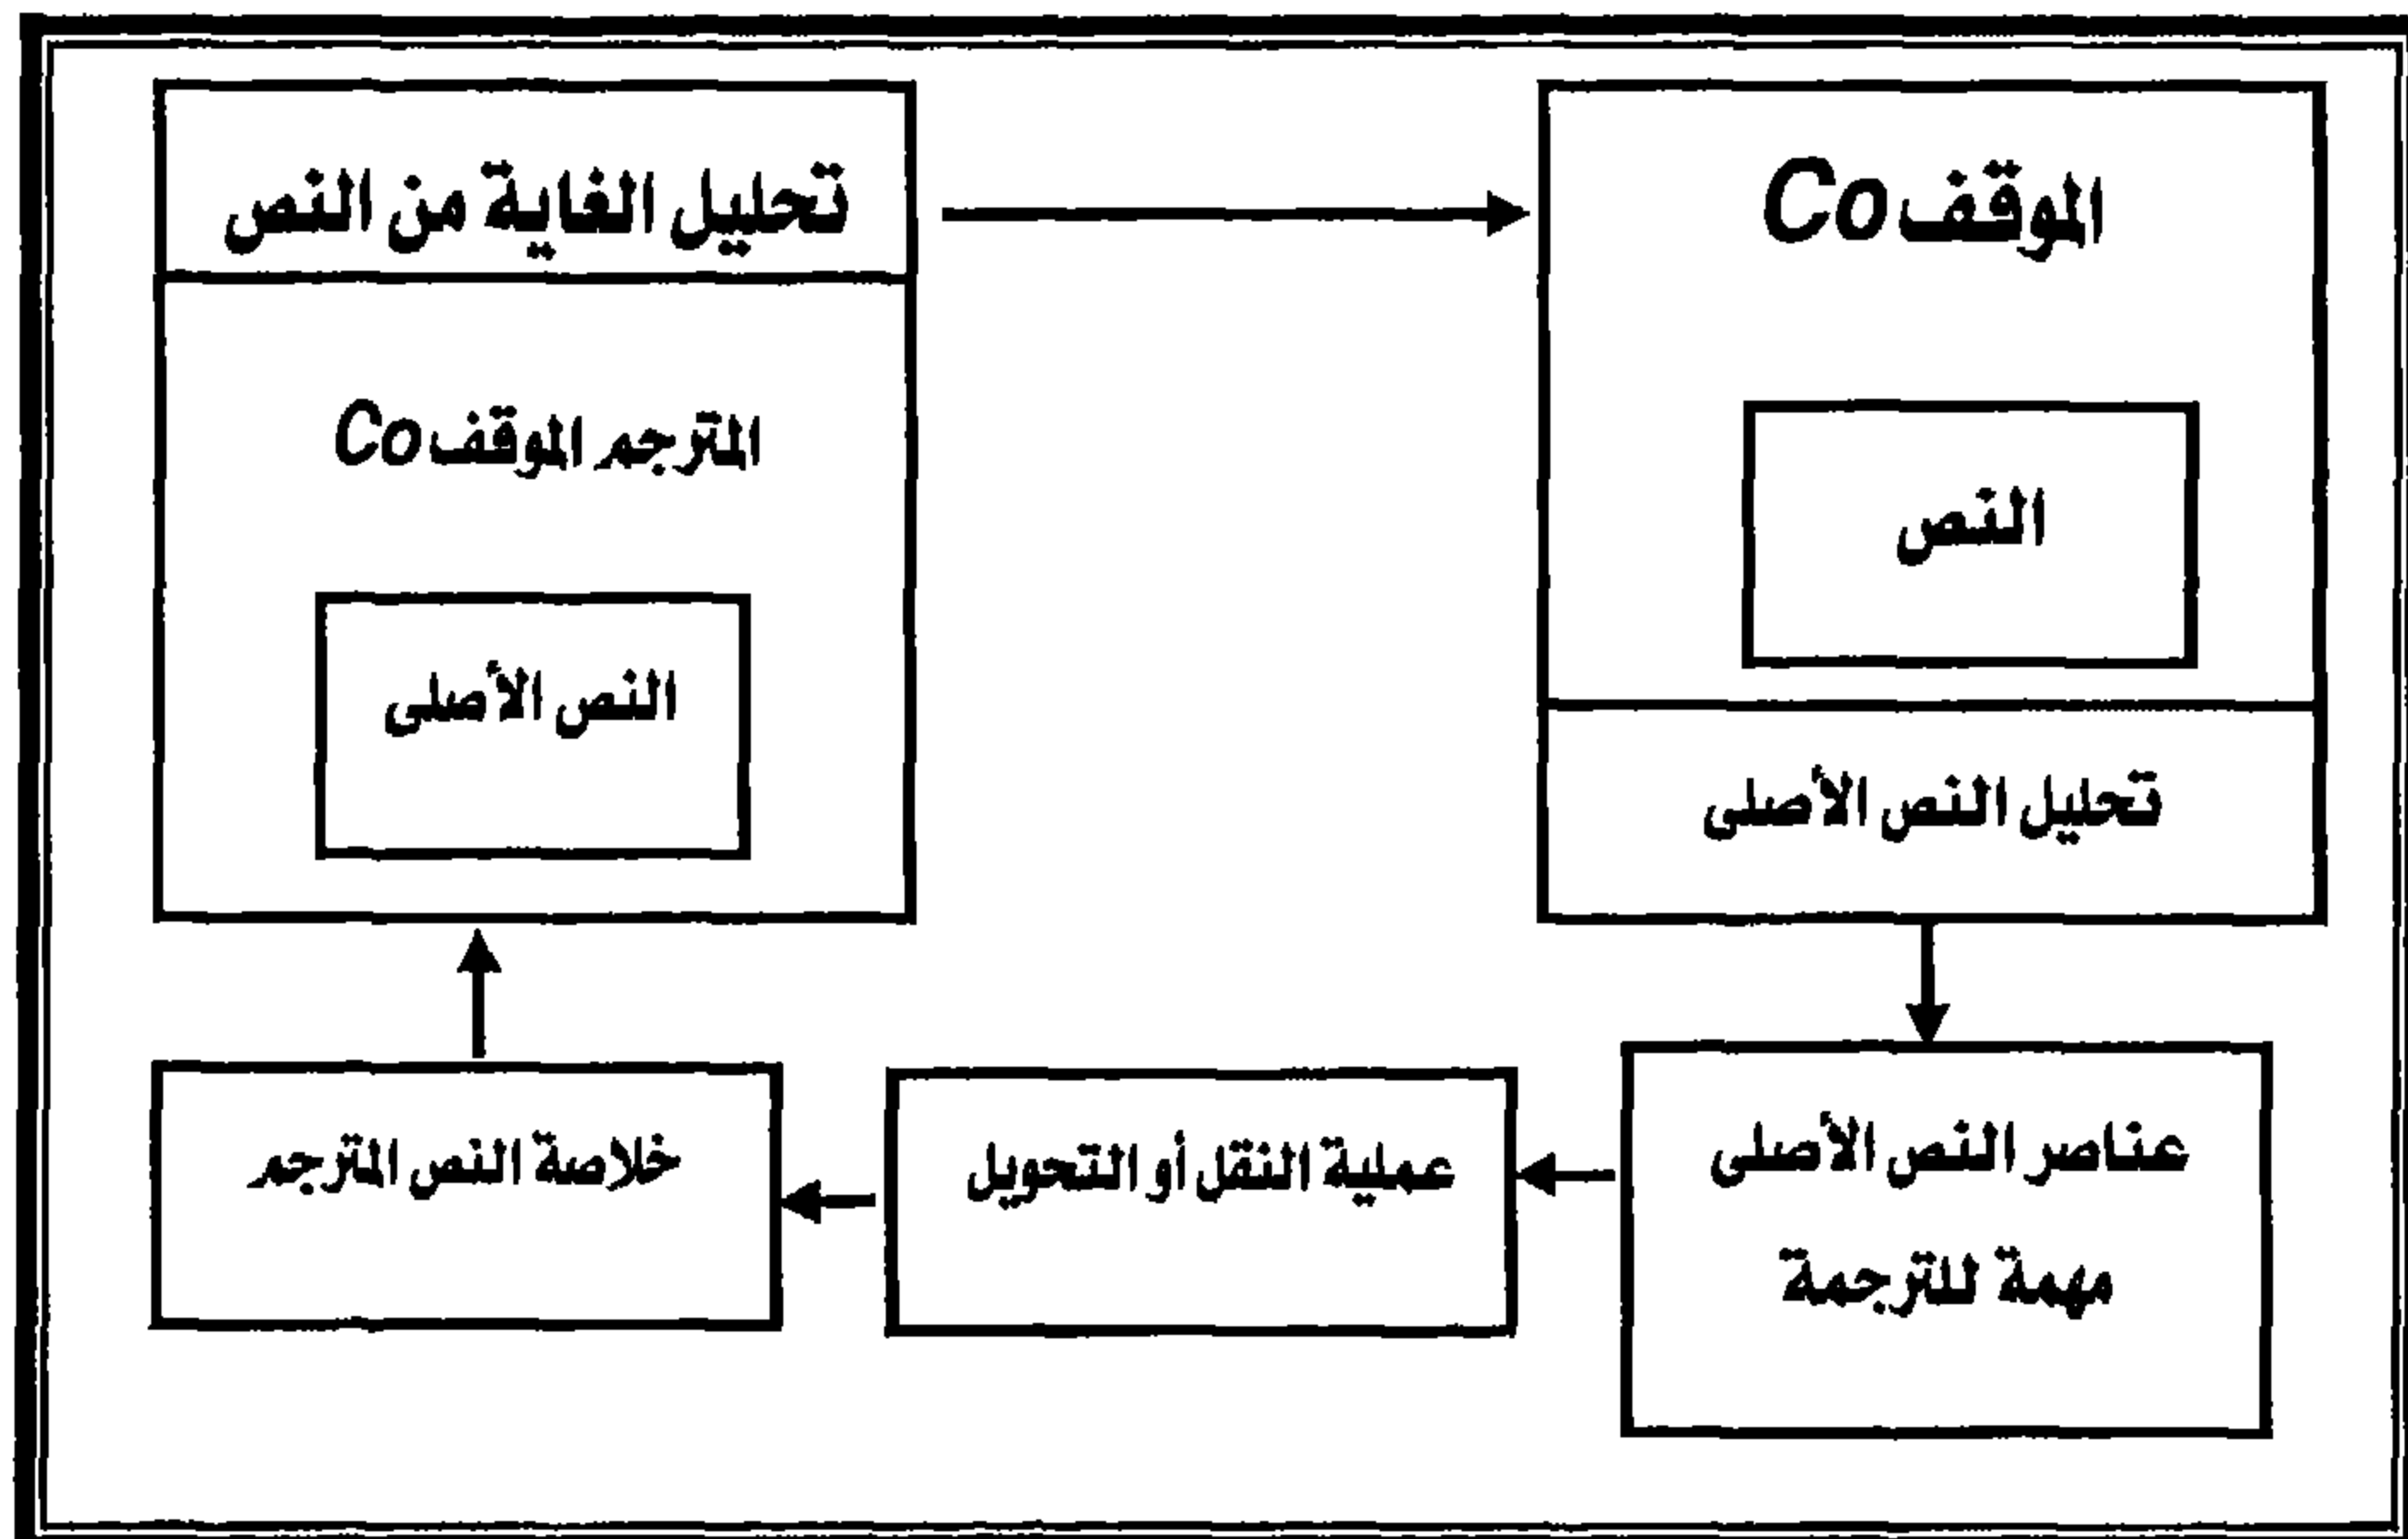 الموقف Co
النص
تحليل النص الأصلى
تحليل الغاية من النص
المترجم الموقف Co
النص الأصلى
عناصر النص الأصلى
مهمة للترجمة
عملية النقل أو التحويل
خلاصة النص المترجم